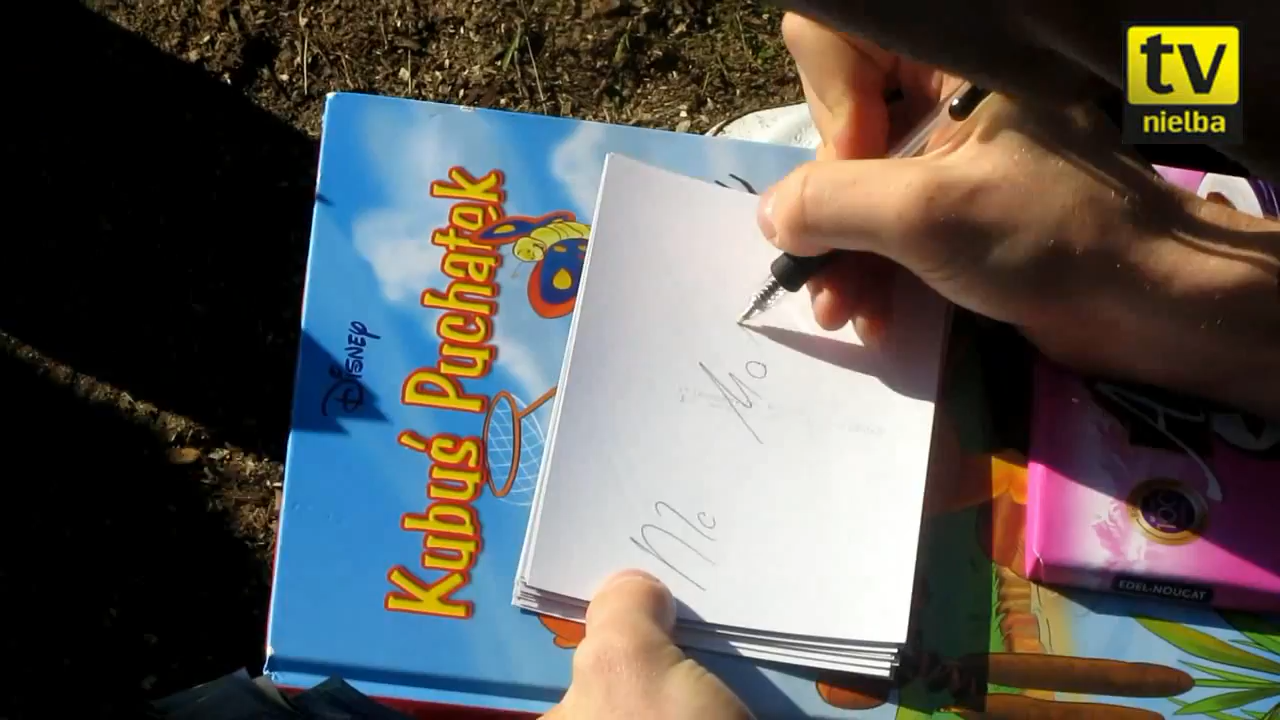 tv
nielba
Disney
Kubuś Puchatek
Mc
Mo
EDEL-NOUGAT